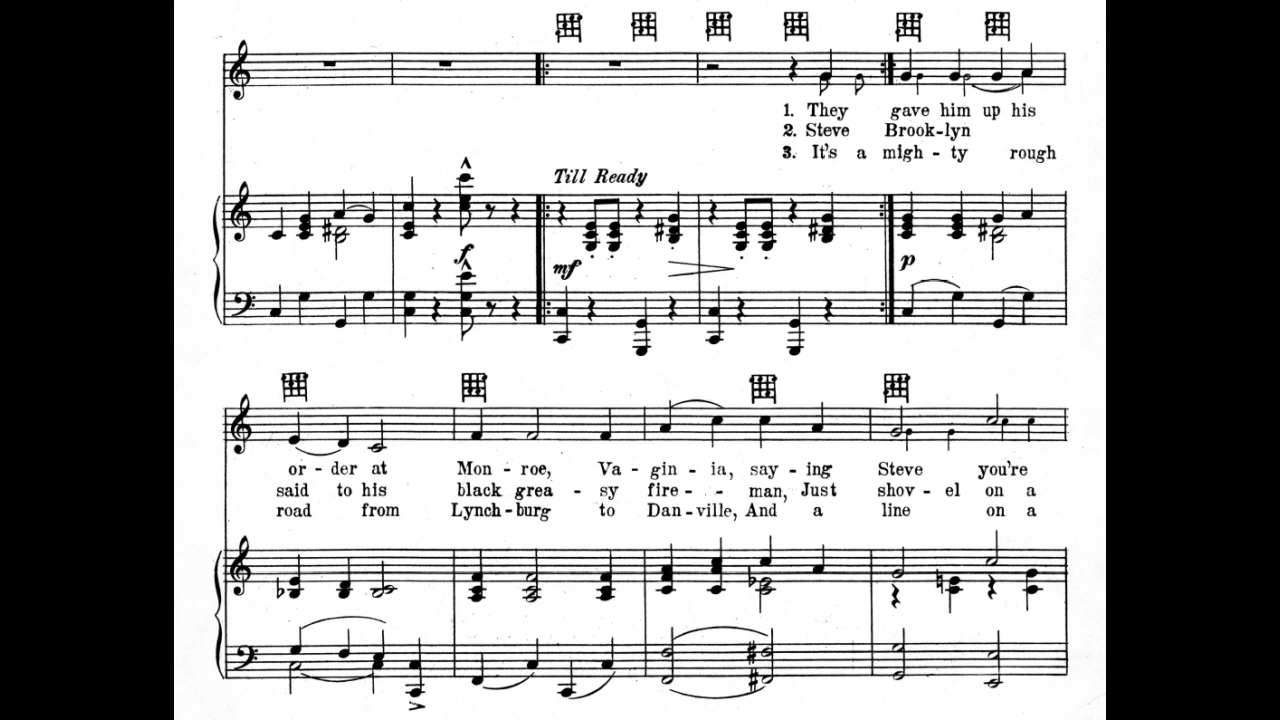 1. They gave him up his
2. Steve Brook-lyn
3. It's a migh - ty rough
Till Ready
f
mf
p
or - der at Mon - roe, Va - gin - ia, say - ing Steve you're
said to his black grea - sy fire - - man, Just shov - el on a
road from Lynch - burg to Dan - ville, And a line on a